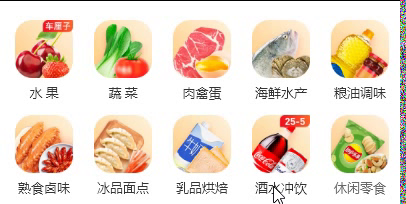 车厘子
水果 蔬菜 肉禽蛋 海鲜水产 粮油调味
牛奶
25-5
熟食卤味 冰品面点 乳品烘焙 酒水冲饮 休闲零食